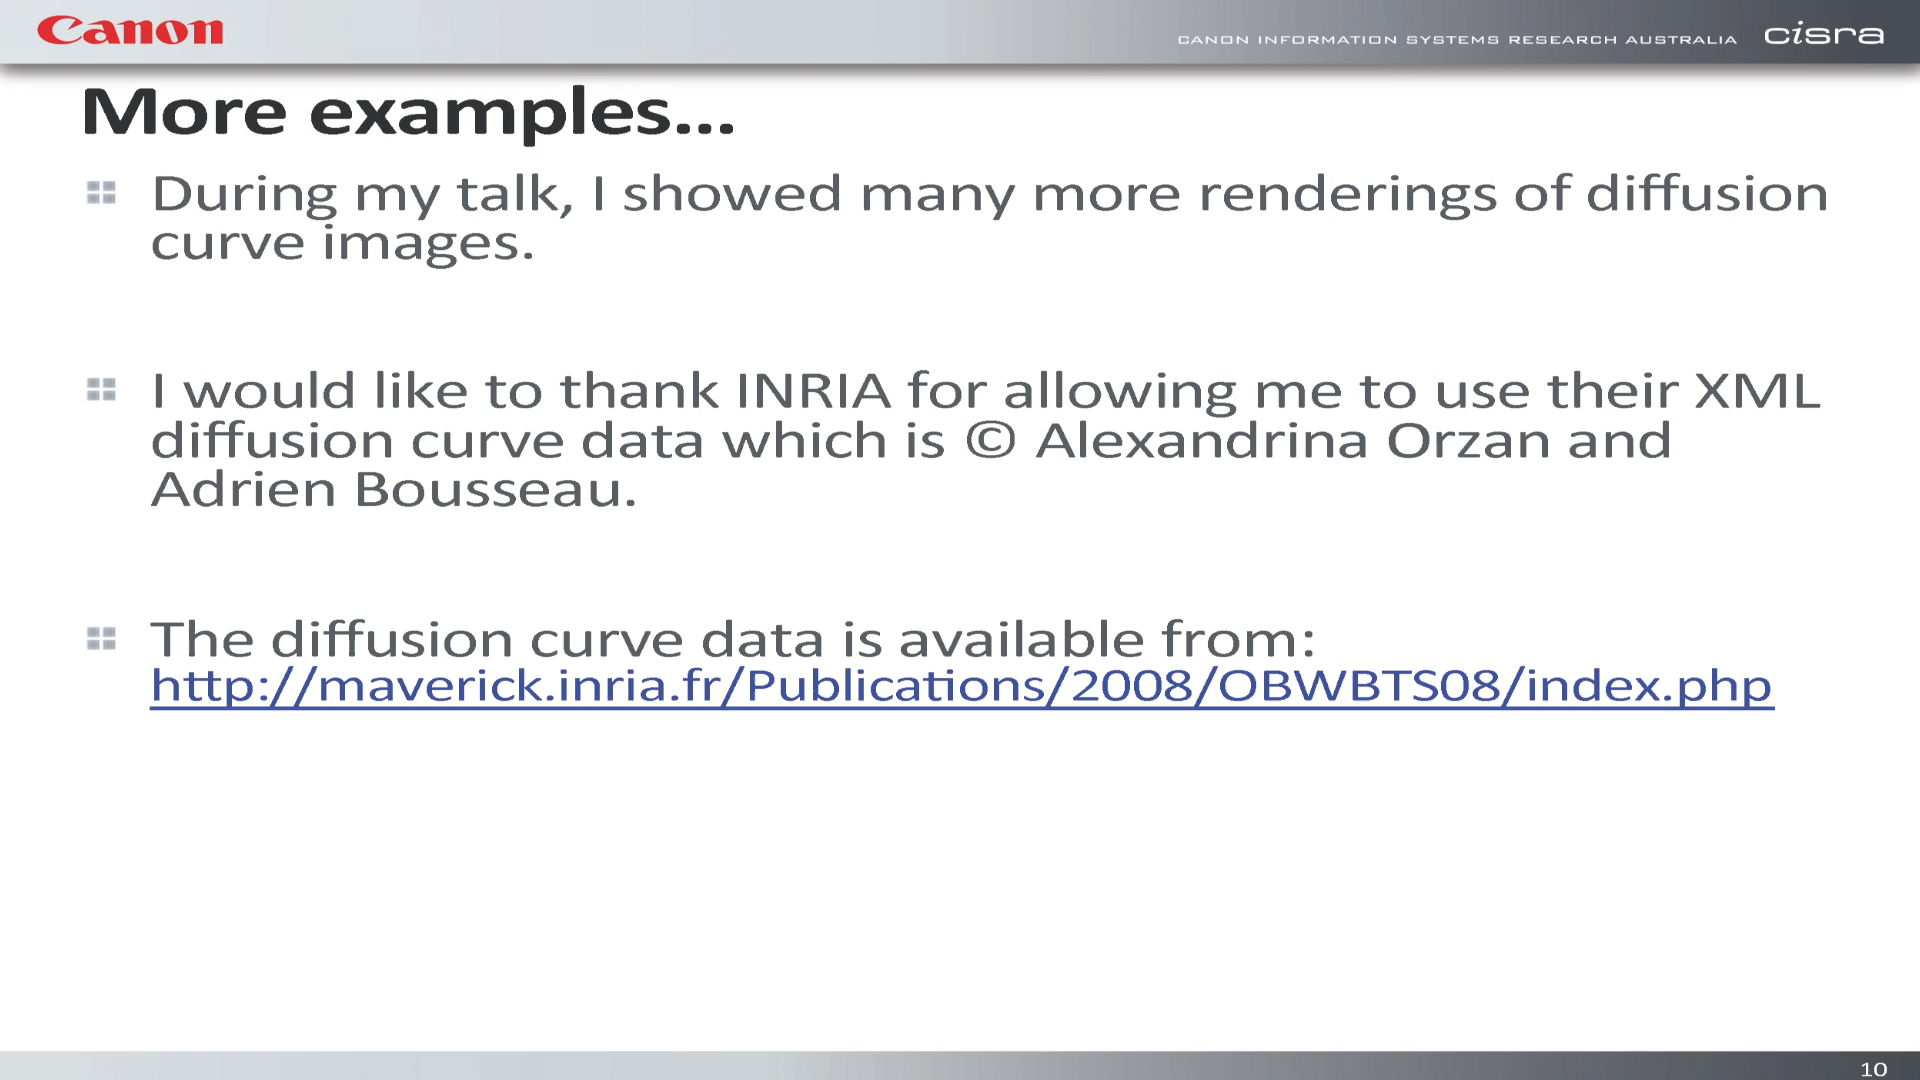 Canon
CANON INFORMATION SYSTEMS RESEARCH AUSTRALIA cisra
More examples...
During my talk, I showed many more renderings of diffusion
curve images.
I would like to thank INRIA for allowing me to use their XML
diffusion curve data which is © Alexandrina Orzan and
Adrien Bousseau.
The diffusion curve data is available from:
http://maverick.inria.fr/Publications/2008/OBWBTS08/index.php
10